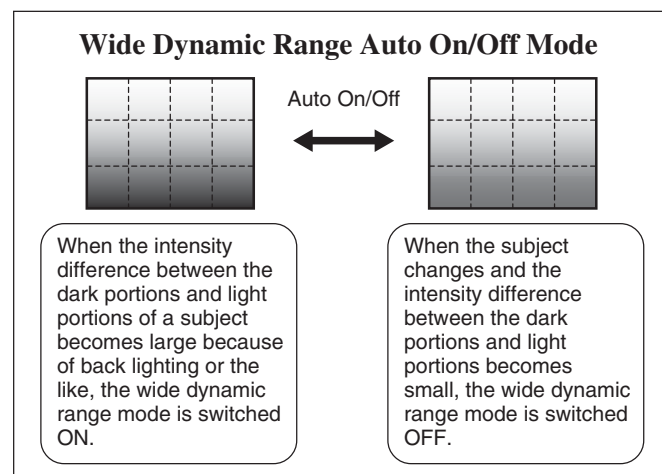 Wide Dynamic Range Auto On/Off Mode
Auto On/Off
When the intensity
difference between the
dark portions and light
portions of a subject
becomes large because
of back lighting or the
like, the wide dynamic
range mode is switched
ON.
When the subject
changes and the
intensity difference
between the dark
portions and light
portions becomes
small, the wide dynamic
range mode is switched
OFF.